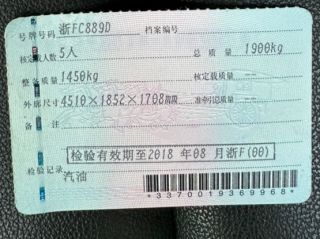 号牌号码 浙FC889D 档案编号
核定载人数 5人 总质量 1900kg
整备质量 1450kg 核定载质量 --
外廓尺寸 4510×1852×1708mm 准牵引总质量 --
备注
检验有效期至2018年08月浙F(00)
检验记录
汽油
*3370019369968*